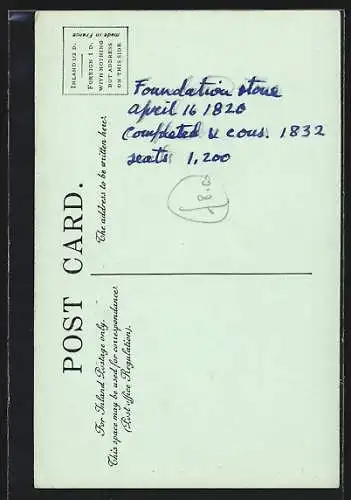 INLAND 1/2 D.
FOREIGN 1 D.
WITH NOTHING
BUT ADDRESS
ON THIS SIDE
made in France
Foundation stone
april 16 1820
Completed & cons. 1832
seats 1,200
POST CARD.
The address to be written here.
For Inland Postage only.
This space may be used for correspondance
(Post office Regulation).